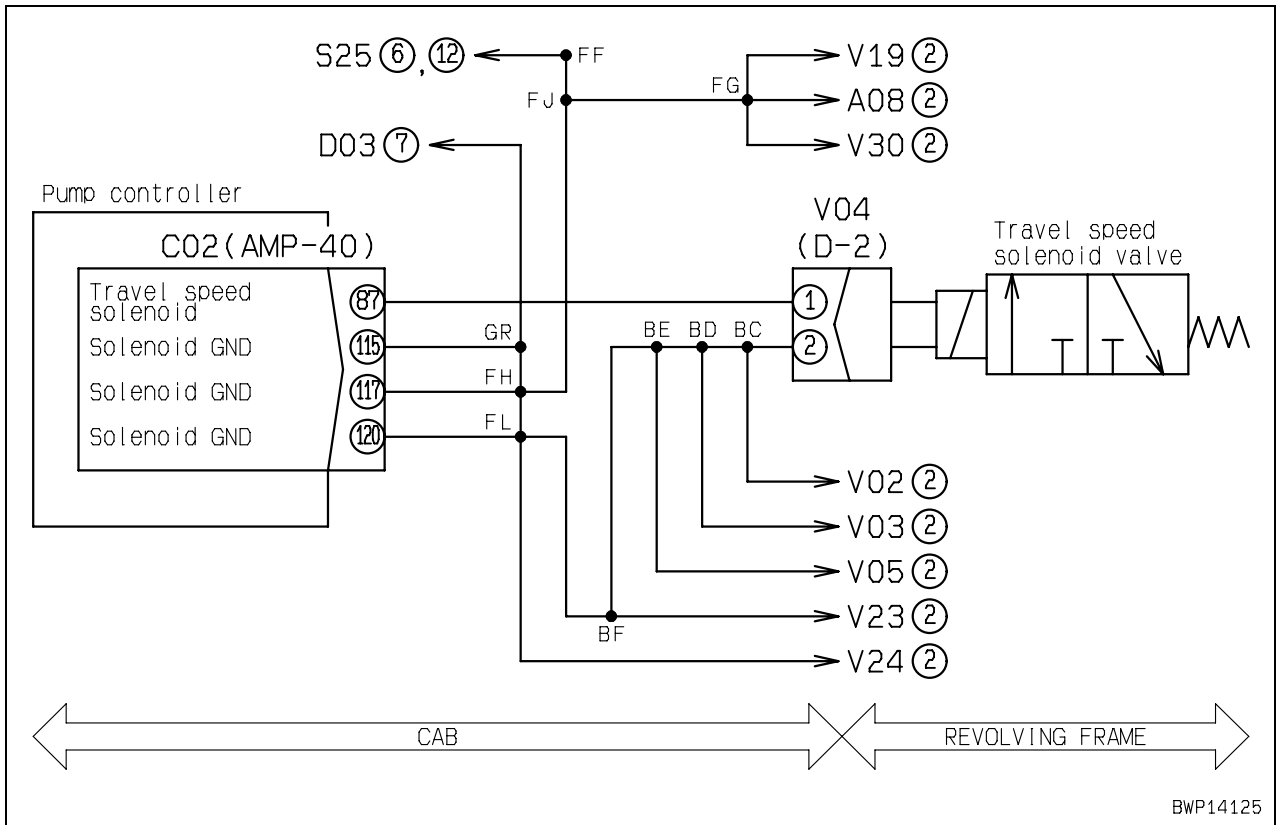 S25 ⑥, ⑫
FF
V19 ②
FJ
FG
A08 ②
D03 ⑦
V30 ②
Pump controller
C02(AMP-40)
V04
(D-2)
Travel speed
solenoid valve
Travel speed
solenoid
87
①
Solenoid GND
115
GR
BE
BD
BC
②
Solenoid GND
117
FH
Solenoid GND
120
FL
V02 ②
V03 ②
V05 ②
V23 ②
BF
V24 ②
CAB
REVOLVING FRAME
BWP14125